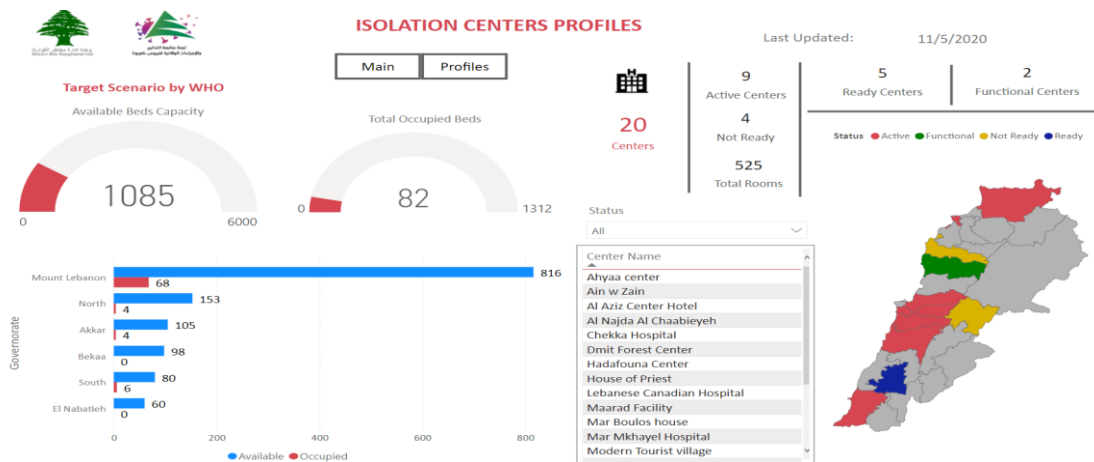 ISOLATION CENTERS PROFILES
Last Updated: 11/5/2020
Main
Profiles
Target Scenario by WHO
Available Beds Capacity
1085
0
6000
Total Occupied Beds
82
0
1312
20
Centers
9
Active Centers
4
Not Ready
525
Total Rooms
5
Ready Centers
2
Functional Centers
Status Active Functional Not Ready Ready
Status
All
Center Name
Ahyaa center
Ain w Zain
Al Aziz Center Hotel
Al Najda Al Chaabieyeh
Chekka Hospital
Dmit Forest Center
Hadafouna Center
House of Priest
Lebanese Canadian Hospital
Maarad Facility
Mar Boulos house
Mar Mkhayel Hospital
Modern Tourist village
Governorate
Mount Lebanon 816
68
North 153
4
Akkar 105
4
Bekaa 98
0
South 80
6
El Nabatieh 60
0
0 200 400 600 800
Available Occupied